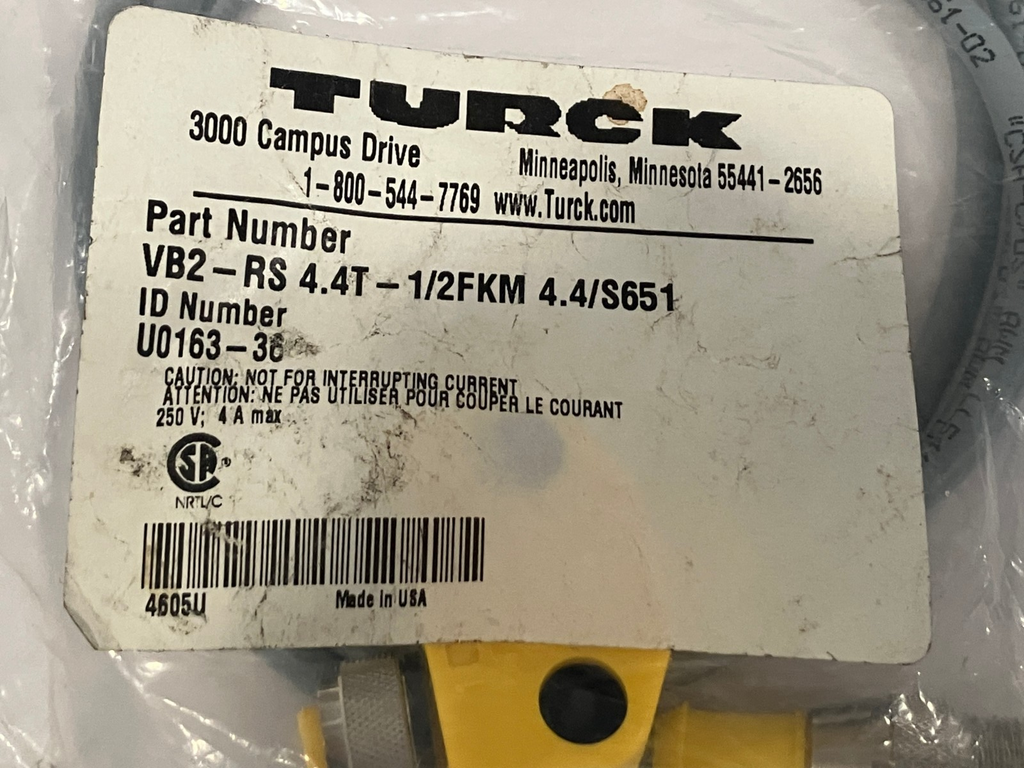 TURCK
3000 Campus Drive Minneapolis, Minnesota 55441-2656
1-800-544-7769 www.Turck.com
Part Number
VB2-RS 4.4T-1/2FKM 4.4/S651
ID Number
U0163-36
CAUTION: NOT FOR INTERRUPTING CURRENT
ATTENTION: NE PAS UTILISER POUR COUPER LE COURANT
250 V; 4 A max
SA ®
NRTL/C
4605U Made In USA